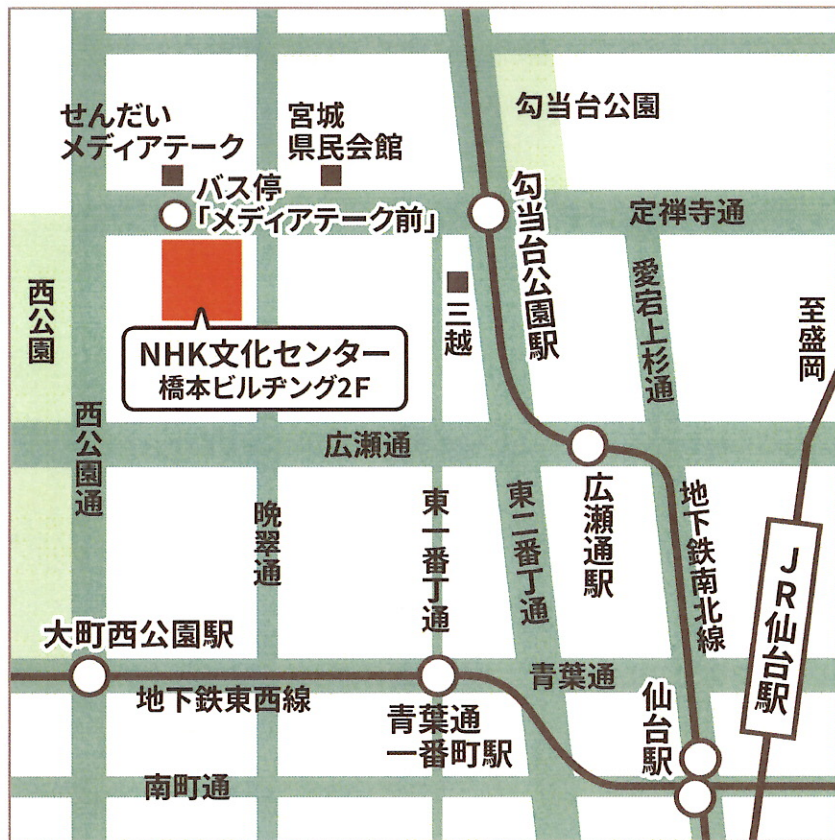 せんだい
メディアテーク
宮城
県民会館
勾当台公園
バス停
「メディアテーク前」
勾当台公園駅
定禅寺通
西公園
NHK文化センター
橋本ビルヂング2F
三越
愛宕上杉通
至盛岡
西公園通
広瀬通
晩翠通
東一番丁通
東二番丁通
広瀬通駅
地下鉄南北線
JR仙台駅
大町西公園駅
地下鉄東西線
青葉通
一番町駅
青葉通
仙台駅
南町通